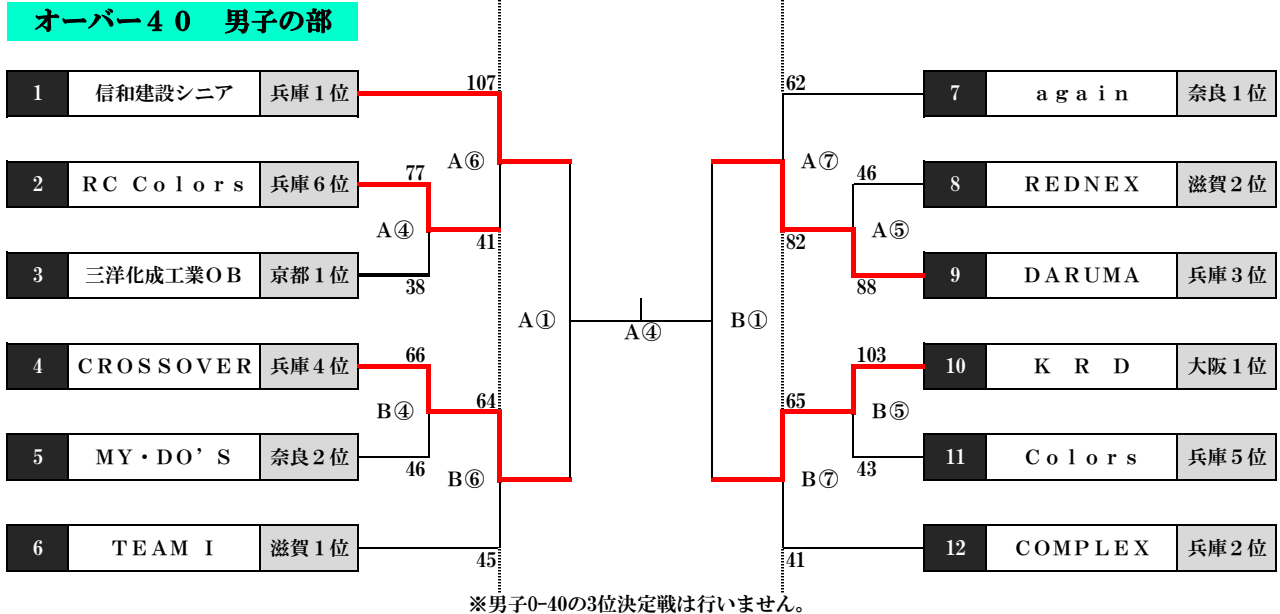 オーバー４０　男子の部
1 信和建設シニア 兵庫１位
107
2 ＲＣ Ｃｏｌｏｒｓ 兵庫６位
77
A⑥
A④
41
3 三洋化成工業ＯＢ 京都１位
38
A①
4 ＣＲＯＳＳＯＶＥＲ 兵庫４位
66
64
B④
5 ＭＹ・ＤＯ’Ｓ 奈良２位
46
B⑥
6 ＴＥＡＭ Ｉ 滋賀１位
45
A④
62
7 ａｇａｉｎ 奈良１位
A⑦
46
8 ＲＥＤＮＥＸ 滋賀２位
82
A⑤
88
9 ＤＡＲＵＭＡ 兵庫３位
B①
103
10 Ｋ　Ｒ　Ｄ 大阪１位
65
B⑤
43
11 Ｃｏｌｏｒｓ 兵庫５位
B⑦
41
12 ＣＯＭＰＬＥＸ 兵庫２位
※男子0-40の3位決定戦は行いません。